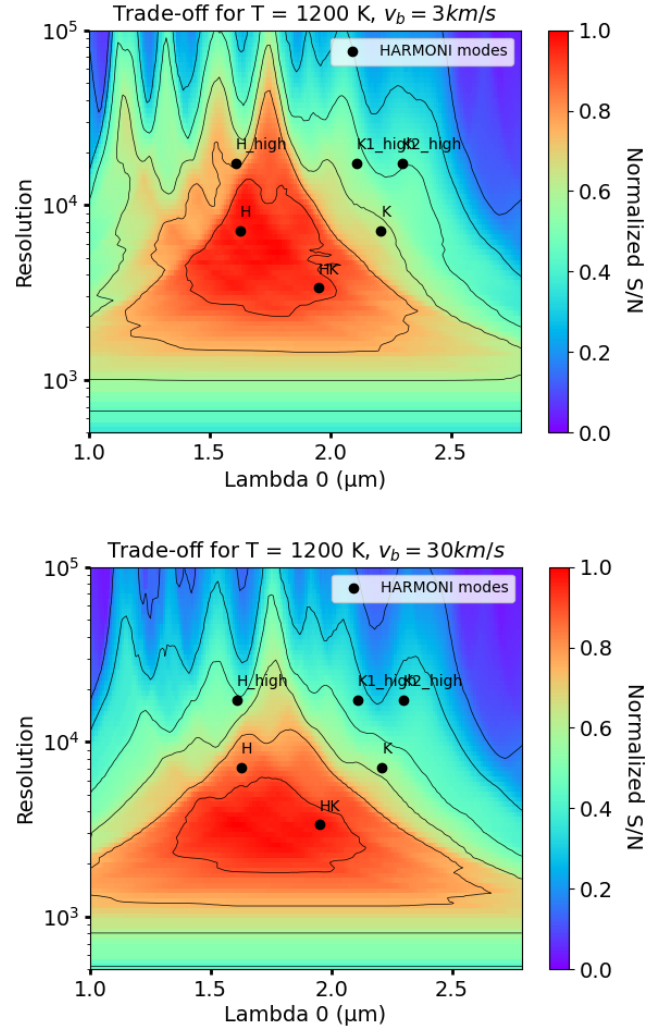 Trade-off for T = 1200 K, v_b = 3km/s
10^5
10^4
10^3
Resolution
HARMONI modes
H_high
K1_high
K2_high
H
K
HK
1.0 1.5 2.0 2.5
Lambda 0 (μm)
1.0
0.8
0.6
0.4
0.2
0.0
Normalized S/N
Trade-off for T = 1200 K, v_b = 30km/s
10^5
10^4
10^3
Resolution
HARMONI modes
H_high
K1_high
K2_high
H
K
HK
1.0 1.5 2.0 2.5
Lambda 0 (μm)
1.0
0.8
0.6
0.4
0.2
0.0
Normalized S/N